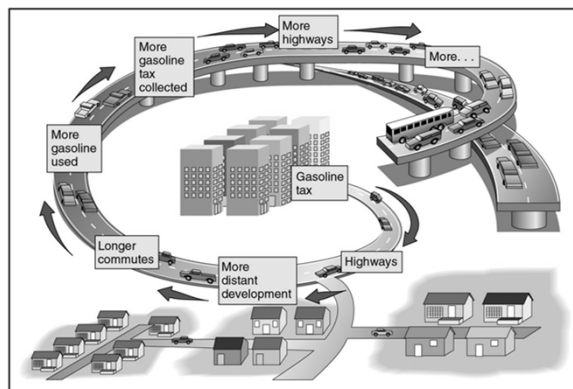 More
highways
More
gasoline
tax
collected
More. . .
More
gasoline
used
Gasoline
tax
Longer
commutes
More
distant
development
Highways